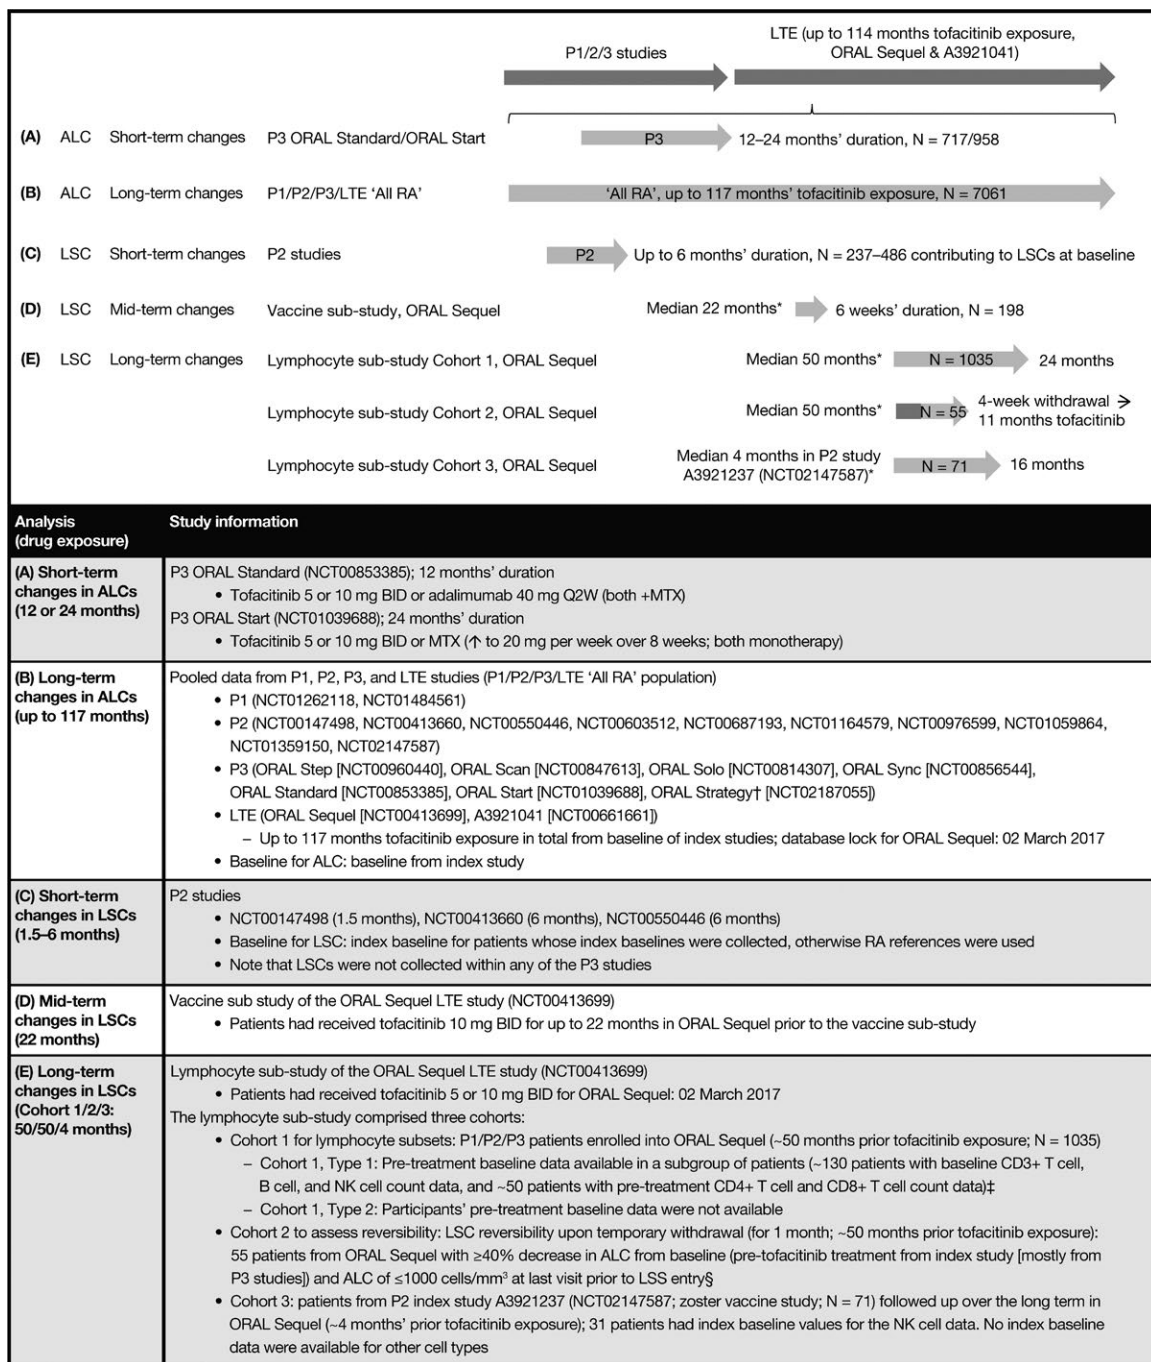 LTE (up to 114 months tofacitinib exposure,
P1/2/3 studies ORAL Sequel & A3921041)
(A) ALC Short-term changes P3 ORAL Standard/ORAL Start P3 12–24 months’ duration, N = 717/958
(B) ALC Long-term changes P1/P2/P3/LTE ‘All RA’ ‘All RA’, up to 117 months’ tofacitinib exposure, N = 7061
(C) LSC Short-term changes P2 studies P2 Up to 6 months’ duration, N = 237–486 contributing to LSCs at baseline
(D) LSC Mid-term changes Vaccine sub-study, ORAL Sequel Median 22 months* 6 weeks’ duration, N = 198
(E) LSC Long-term changes Lymphocyte sub-study Cohort 1, ORAL Sequel Median 50 months* N = 1035 24 months
Lymphocyte sub-study Cohort 2, ORAL Sequel Median 50 months* N = 55 4-week withdrawal →
11 months tofacitinib
Lymphocyte sub-study Cohort 3, ORAL Sequel Median 4 months in P2 study
A3921237 (NCT02147587)* N = 71 16 months
Analysis
(drug exposure)
Study information
(A) Short-term
changes in ALCs
(12 or 24 months)
P3 ORAL Standard (NCT00853385); 12 months’ duration
• Tofacitinib 5 or 10 mg BID or adalimumab 40 mg Q2W (both +MTX)
P3 ORAL Start (NCT01039688); 24 months’ duration
• Tofacitinib 5 or 10 mg BID or MTX (↑ to 20 mg per week over 8 weeks; both monotherapy)
(B) Long-term
changes in ALCs
(up to 117 months)
Pooled data from P1, P2, P3, and LTE studies (P1/P2/P3/LTE ‘All RA’ population)
• P1 (NCT01262118, NCT01484561)
• P2 (NCT00147498, NCT00413660, NCT00550446, NCT00603512, NCT00687193, NCT01164579, NCT00976599, NCT01059864,
NCT01359150, NCT02147587)
• P3 (ORAL Step [NCT00960440], ORAL Scan [NCT00847613], ORAL Solo [NCT00814307], ORAL Sync [NCT00856544],
ORAL Standard [NCT00853385], ORAL Start [NCT01039688], ORAL Strategy† [NCT02187055])
• LTE (ORAL Sequel [NCT00413699], A3921041 [NCT00661661])
– Up to 117 months tofacitinib exposure in total from baseline of index studies; database lock for ORAL Sequel: 02 March 2017
• Baseline for ALC: baseline from index study
(C) Short-term
changes in LSCs
(1.5–6 months)
P2 studies
• NCT00147498 (1.5 months), NCT00413660 (6 months), NCT00550446 (6 months)
• Baseline for LSC: index baseline for patients whose index baselines were collected, otherwise RA references were used
• Note that LSCs were not collected within any of the P3 studies
(D) Mid-term
changes in LSCs
(22 months)
Vaccine sub study of the ORAL Sequel LTE study (NCT00413699)
• Patients had received tofacitinib 10 mg BID for up to 22 months in ORAL Sequel prior to the vaccine sub-study
(E) Long-term
changes in LSCs
(Cohort 1/2/3:
50/50/4 months)
Lymphocyte sub-study of the ORAL Sequel LTE study (NCT00413699)
• Patients had received tofacitinib 5 or 10 mg BID for ORAL Sequel: 02 March 2017
The lymphocyte sub-study comprised three cohorts:
• Cohort 1 for lymphocyte subsets: P1/P2/P3 patients enrolled into ORAL Sequel (~50 months prior tofacitinib exposure; N = 1035)
– Cohort 1, Type 1: Pre-treatment baseline data available in a subgroup of patients (~130 patients with baseline CD3+ T cell,
B cell, and NK cell count data, and ~50 patients with pre-treatment CD4+ T cell and CD8+ T cell count data)‡
– Cohort 1, Type 2: Participants’ pre-treatment baseline data were not available
• Cohort 2 to assess reversibility: LSC reversibility upon temporary withdrawal (for 1 month; ~50 months prior tofacitinib exposure):
55 patients from ORAL Sequel with ≥40% decrease in ALC from baseline (pre-tofacitinib treatment from index study [mostly from
P3 studies]) and ALC of ≤1000 cells/mm³ at last visit prior to LSS entry§
• Cohort 3: patients from P2 index study A3921237 (NCT02147587; zoster vaccine study; N = 71) followed up over the long term in
ORAL Sequel (~4 months’ prior tofacitinib exposure); 31 patients had index baseline values for the NK cell data. No index baseline
data were available for other cell types